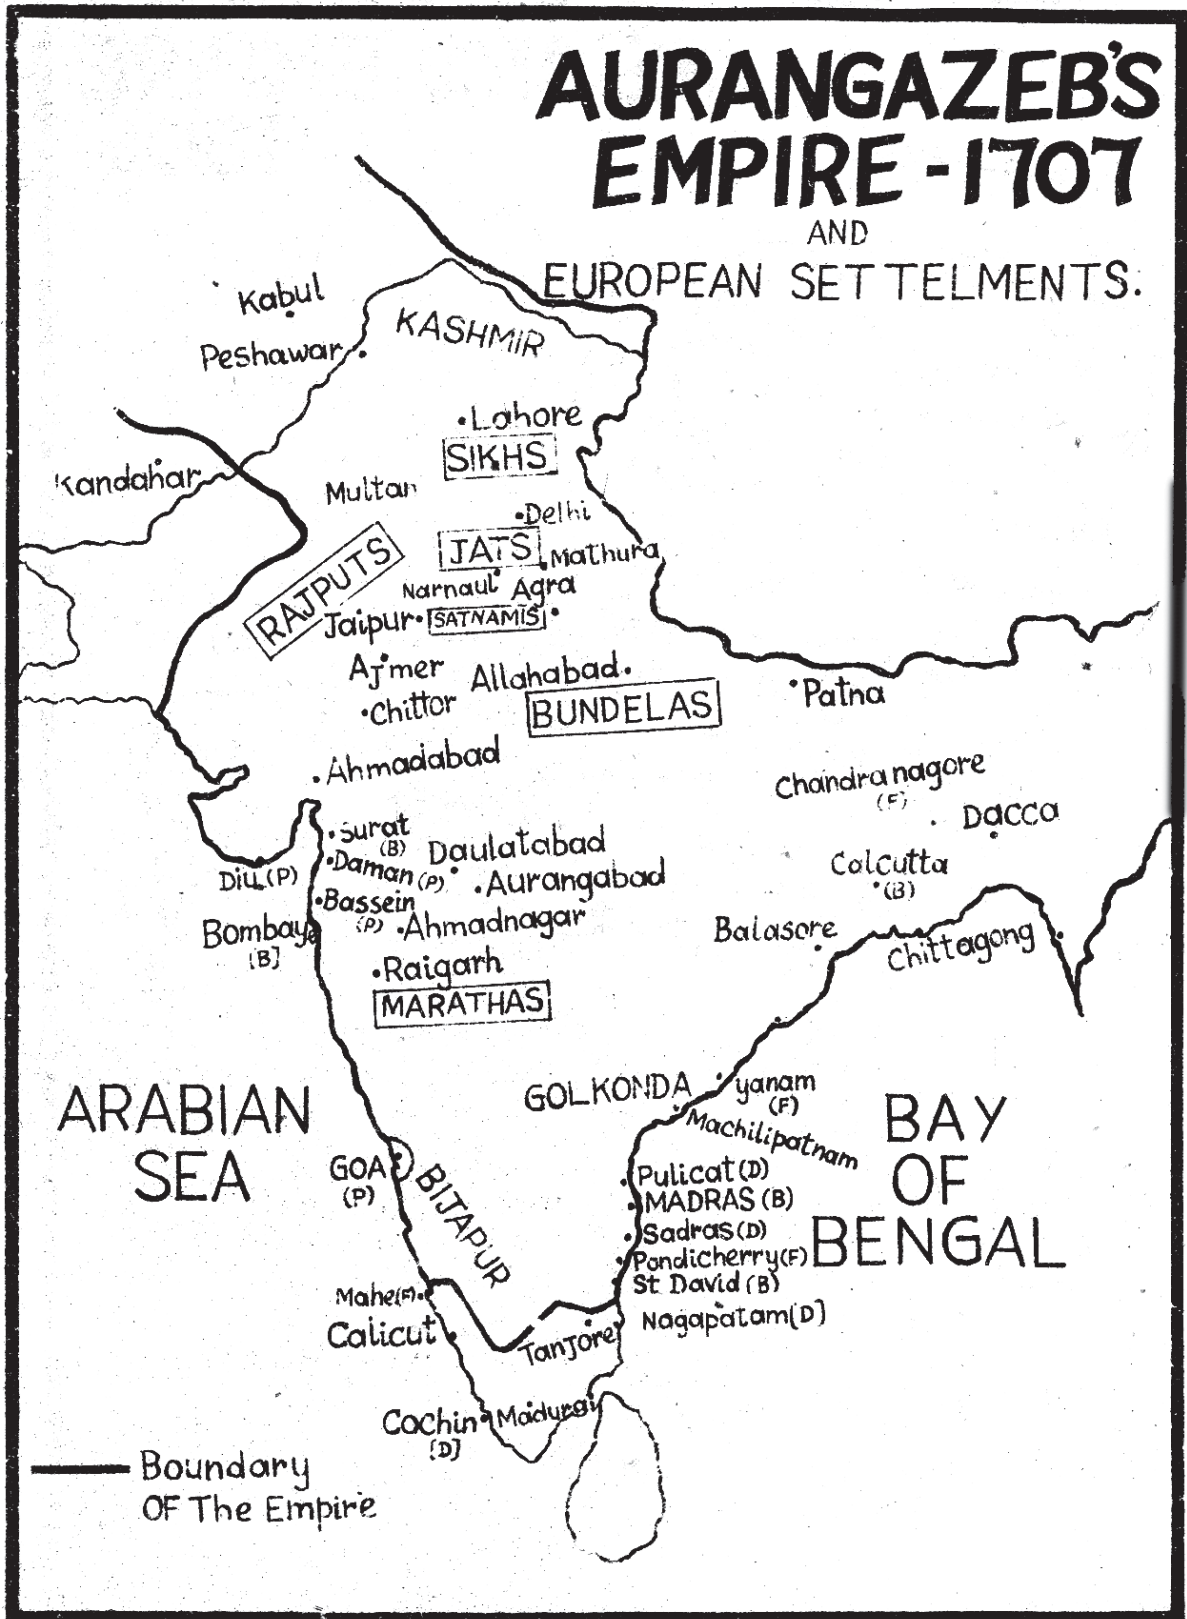 AURANGAZEB'S
EMPIRE - 1707
AND
EUROPEAN SETTELMENTS.
Kabul
Peshawar
KASHMIR
Lahore
SIKHS
Kandahar
Multan
Delhi
JATS
Mathura
RAJPUTS
Narnaul
Agra
Jaipur
SATNAMIS
Ajmer
Allahabad
Chittor
BUNDELAS
Patna
Ahmadabad
Chandranagore
(F)
Dacca
Surat
(B)
Daulatabad
Daman (P)
Diu (P)
Aurangabad
Calcutta
(B)
Bassein
(P)
Ahmadnagar
Bombay
[B]
Balasore
Chittagong
Raigarh
MARATHAS
ARABIAN
SEA
GOLKONDA
yanam
(F)
Machilipatnam
BAY
OF
BENGAL
GOA
(P)
BIJAPUR
Pulicat (D)
MADRAS (B)
Sadras (D)
Pondicherry (F)
St David (B)
Mahe (F)
Nagapatam [D]
Calicut
Tanjore
Cochin
[D]
Madurai
Boundary
OF The Empire